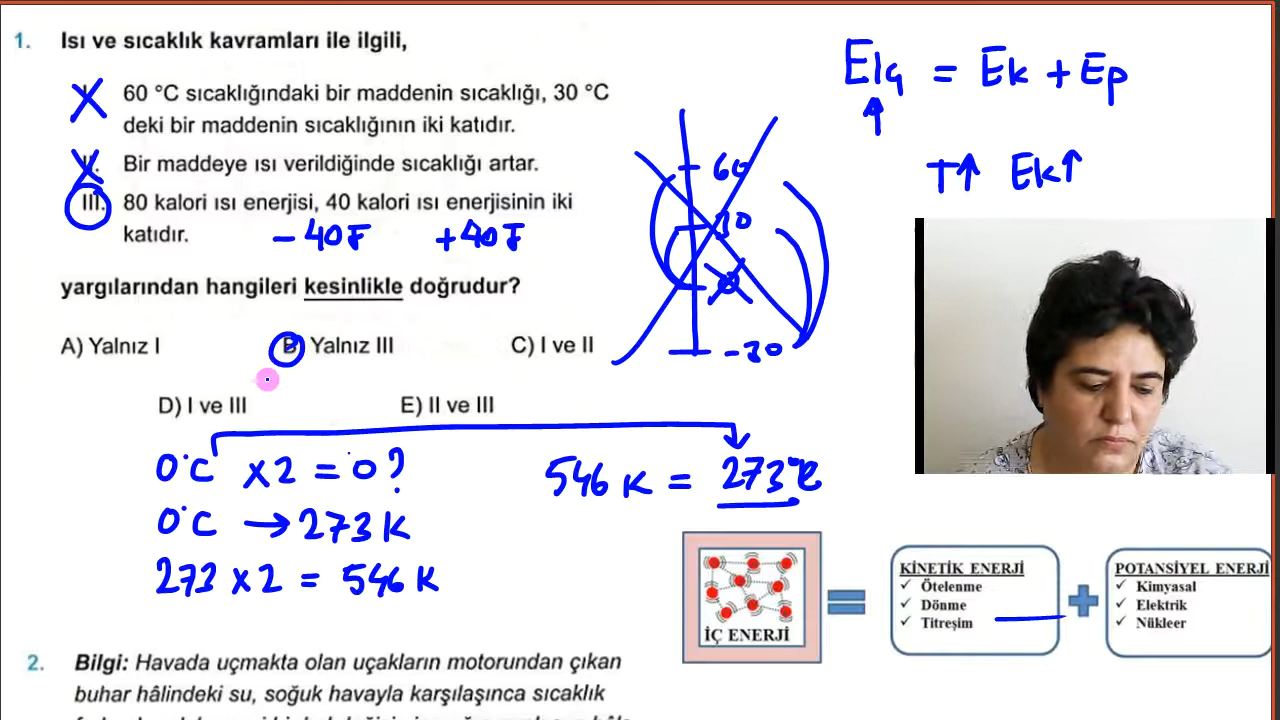 1. Isı ve sıcaklık kavramları ile ilgili,
60 °C sıcaklığındaki bir maddenin sıcaklığı, 30 °C
deki bir maddenin sıcaklığının iki katıdır.
Bir maddeye ısı verildiğinde sıcaklığı artar.
III. 80 kalori ısı enerjisi, 40 kalori ısı enerjisinin iki
katıdır.
-40F +40F
yargılarından hangileri kesinlikle doğrudur?
A) Yalnız I B) Yalnız III C) I ve II
D) I ve III E) II ve III
Eıq = Ek + Ep
↑
T↑ Ek↑
60
30
0
-30
0°C x2 = 0 ?
0°C → 273 K
273 x 2 = 546 K
546 K = 273°C
İÇ ENERJİ
=
KİNETİK ENERJİ
✓ Ötelenme
✓ Dönme
✓ Titreşim
+
POTANSİYEL ENERJİ
✓ Kimyasal
✓ Elektrik
✓ Nükleer
2. Bilgi: Havada uçmakta olan uçakların motorundan çıkan
buhar hâlindeki su, soğuk havayla karşılaşınca sıcaklık